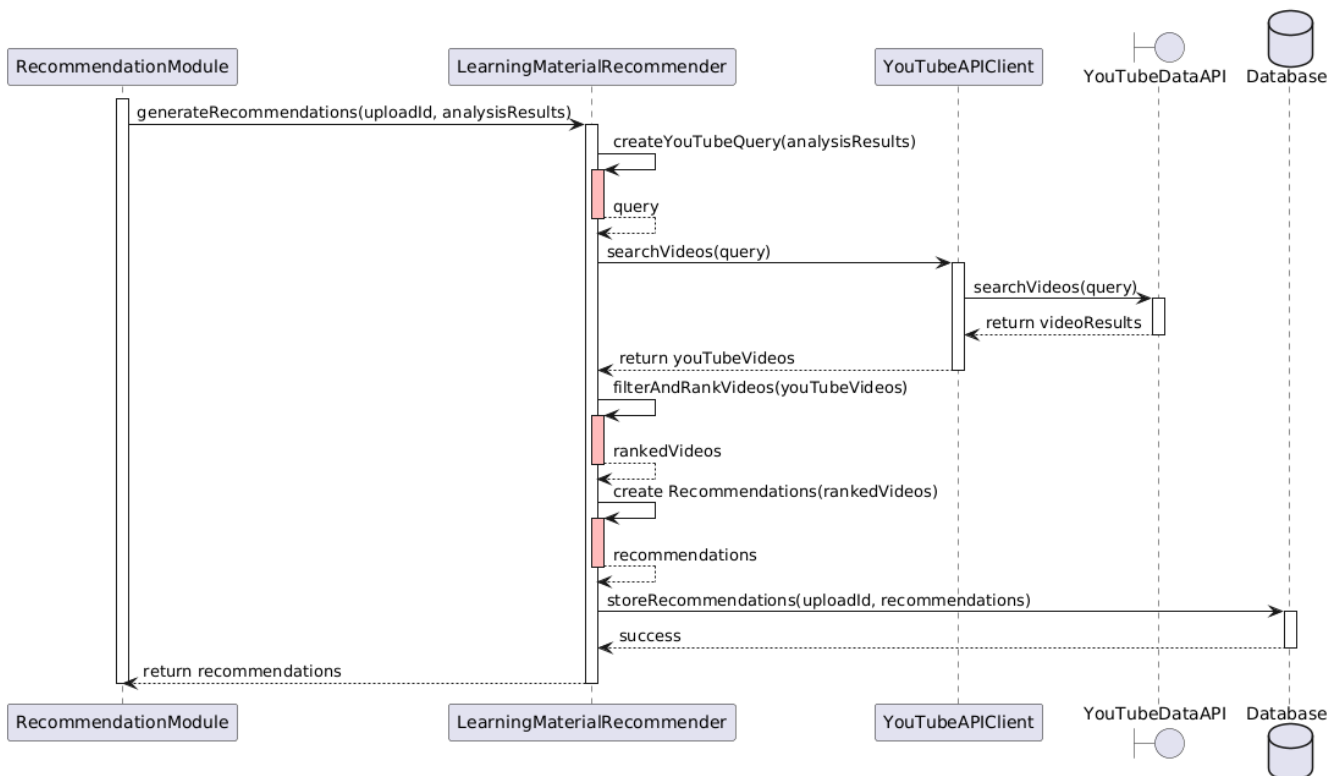 RecommendationModule
LearningMaterialRecommender
YouTubeAPIClient
YouTubeDataAPI
Database
generateRecommendations(uploadId, analysisResults)
createYouTubeQuery(analysisResults)
query
searchVideos(query)
searchVideos(query)
return videoResults
return youTubeVideos
filterAndRankVideos(youTubeVideos)
rankedVideos
create Recommendations(rankedVideos)
recommendations
storeRecommendations(uploadId, recommendations)
success
return recommendations
RecommendationModule
LearningMaterialRecommender
YouTubeAPIClient
YouTubeDataAPI
Database